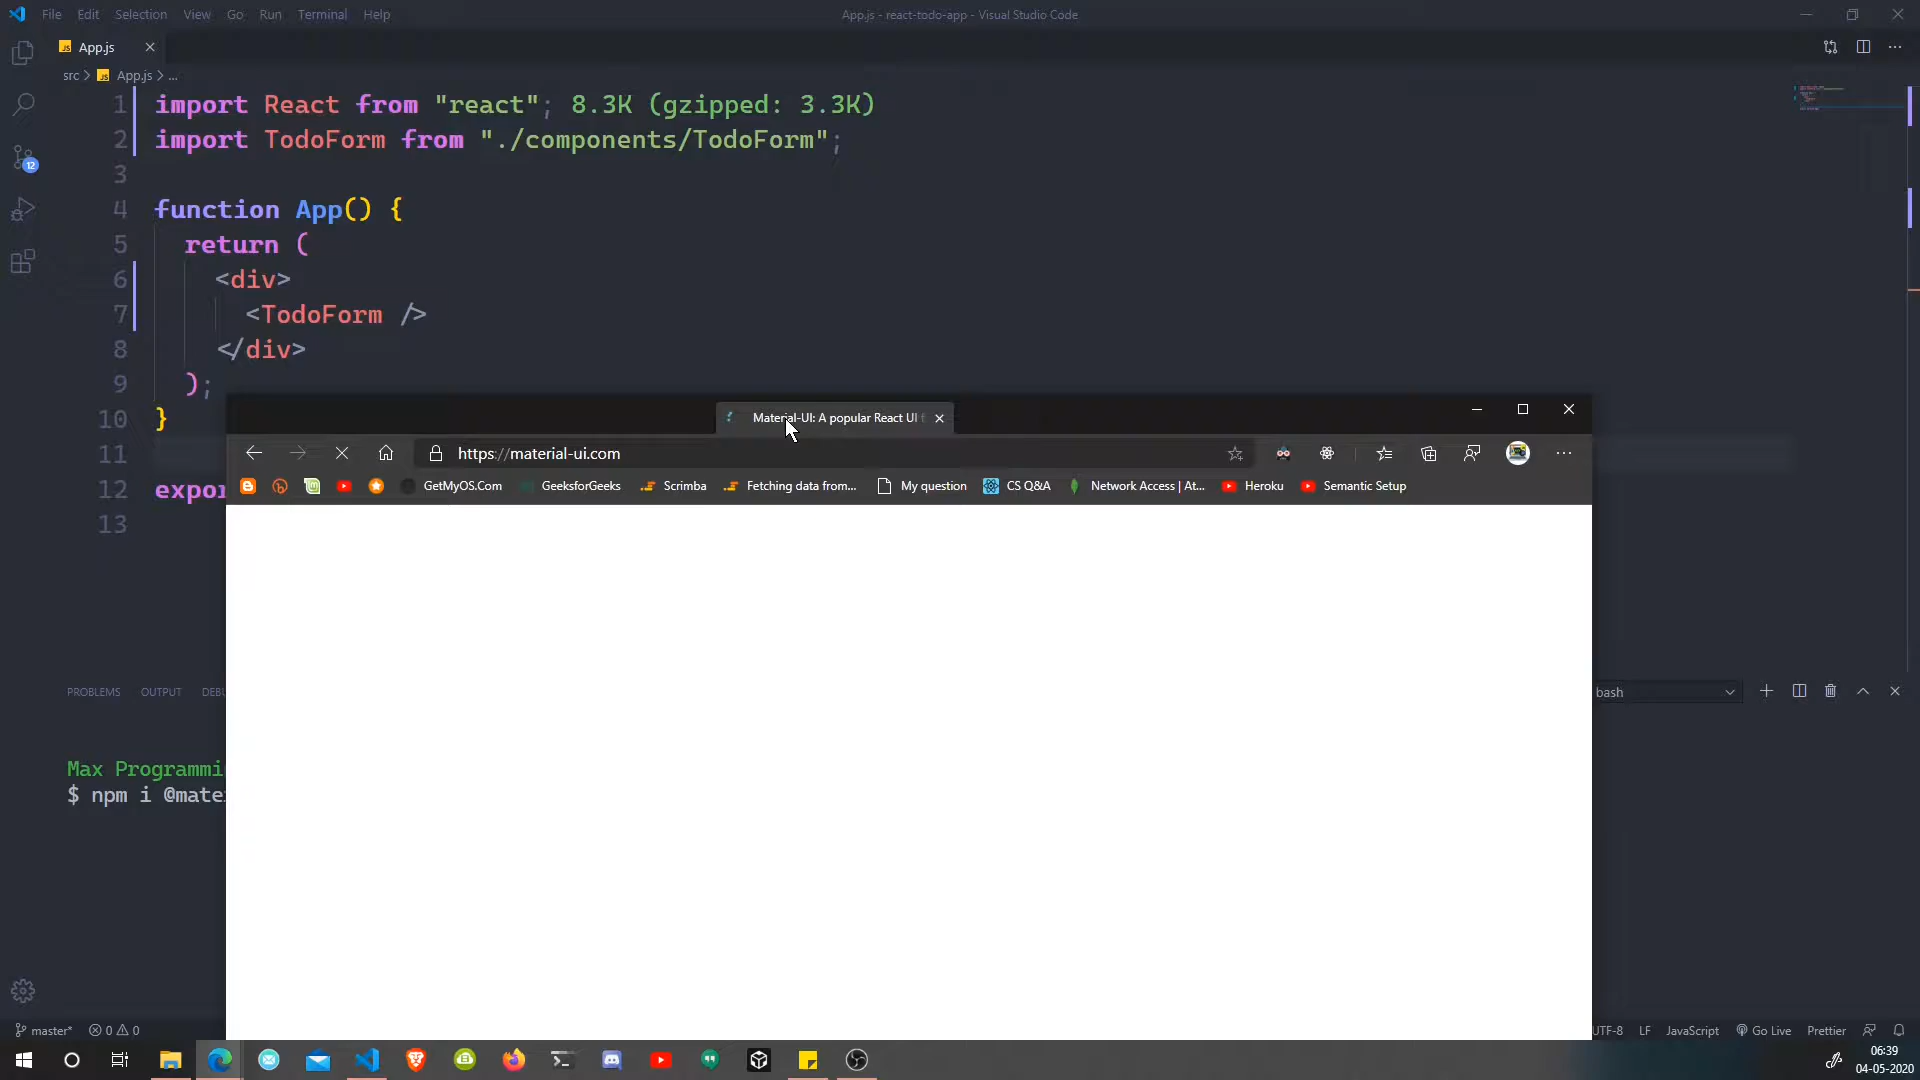 File Edit Selection View Go Run Terminal Help
App.js - react-todo-app - Visual Studio Code
JS App.js
src > JS App.js > ...
1 import React from "react"; 8.3K (gzipped: 3.3K)
2 import TodoForm from "./components/TodoForm";
3
4 function App() {
5 return (
6 <div>
7 <TodoForm />
8 </div>
9 );
10 }
11
12 expor
13
12
Material-UI: A popular React UI
https://material-ui.com
GetMyOS.Com GeeksforGeeks Scrimba Fetching data from... My question CS Q&A Network Access | At... Heroku Semantic Setup
PROBLEMS OUTPUT DEBU
bash
Max Programmi
$ npm i @mate
master* 0 0
UTF-8 LF JavaScript Go Live Prettier
06:39
04-05-2020